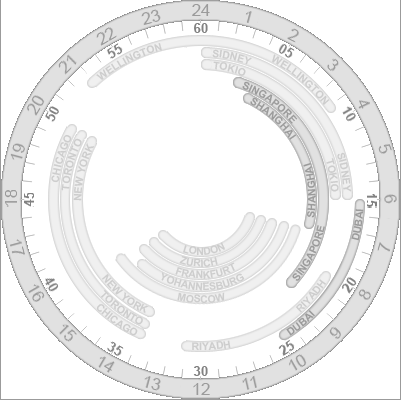 24
1
2
3
4
5
6
7
8
9
10
11
12
13
14
15
16
17
18
19
20
21
22
23
60
05
10
15
20
25
30
35
40
45
50
55
WELLINGTON
WELLINGTON
SIDNEY
SIDNEY
TOKIO
TOKIO
SINGAPORE
SINGAPORE
SHANGHAI
SHANGHAI
DUBAI
DUBAI
RIYADH
RIYADH
MOSCOW
YOHANNESBURG
FRANKFURT
ZURICH
LONDON
NEW YORK
NEW YORK
TORONTO
TORONTO
CHICAGO
CHICAGO